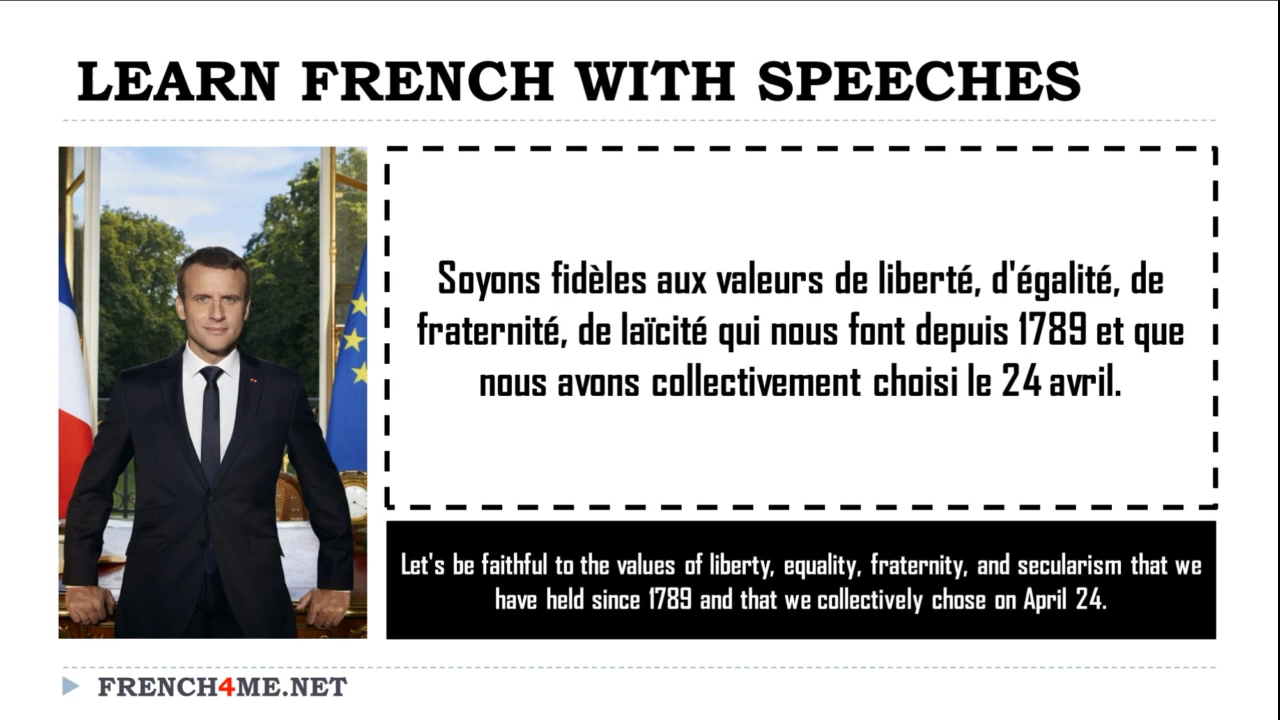 LEARN FRENCH WITH SPEECHES
Soyons fidèles aux valeurs de liberté, d'égalité, de
fraternité, de laïcité qui nous font depuis 1789 et que
nous avons collectivement choisi le 24 avril.
Let's be faithful to the values of liberty, equality, fraternity, and secularism that we
have held since 1789 and that we collectively chose on April 24.
FRENCH4ME.NET